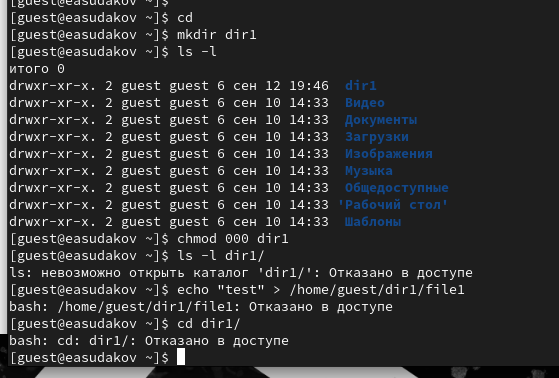 [guest@easudakov ~]$
[guest@easudakov ~]$ cd
[guest@easudakov ~]$ mkdir dir1
[guest@easudakov ~]$ ls -l
итого 0
drwxr-xr-x. 2 guest guest 6 сен 12 19:46  dir1
drwxr-xr-x. 2 guest guest 6 сен 10 14:33  Видео
drwxr-xr-x. 2 guest guest 6 сен 10 14:33  Документы
drwxr-xr-x. 2 guest guest 6 сен 10 14:33  Загрузки
drwxr-xr-x. 2 guest guest 6 сен 10 14:33  Изображения
drwxr-xr-x. 2 guest guest 6 сен 10 14:33  Музыка
drwxr-xr-x. 2 guest guest 6 сен 10 14:33  Общедоступные
drwxr-xr-x. 2 guest guest 6 сен 10 14:33 'Рабочий стол'
drwxr-xr-x. 2 guest guest 6 сен 10 14:33  Шаблоны
[guest@easudakov ~]$ chmod 000 dir1
[guest@easudakov ~]$ ls -l dir1/
ls: невозможно открыть каталог 'dir1/': Отказано в доступе
[guest@easudakov ~]$ echo "test" > /home/guest/dir1/file1
bash: /home/guest/dir1/file1: Отказано в доступе
[guest@easudakov ~]$ cd dir1/
bash: cd: dir1/: Отказано в доступе
[guest@easudakov ~]$